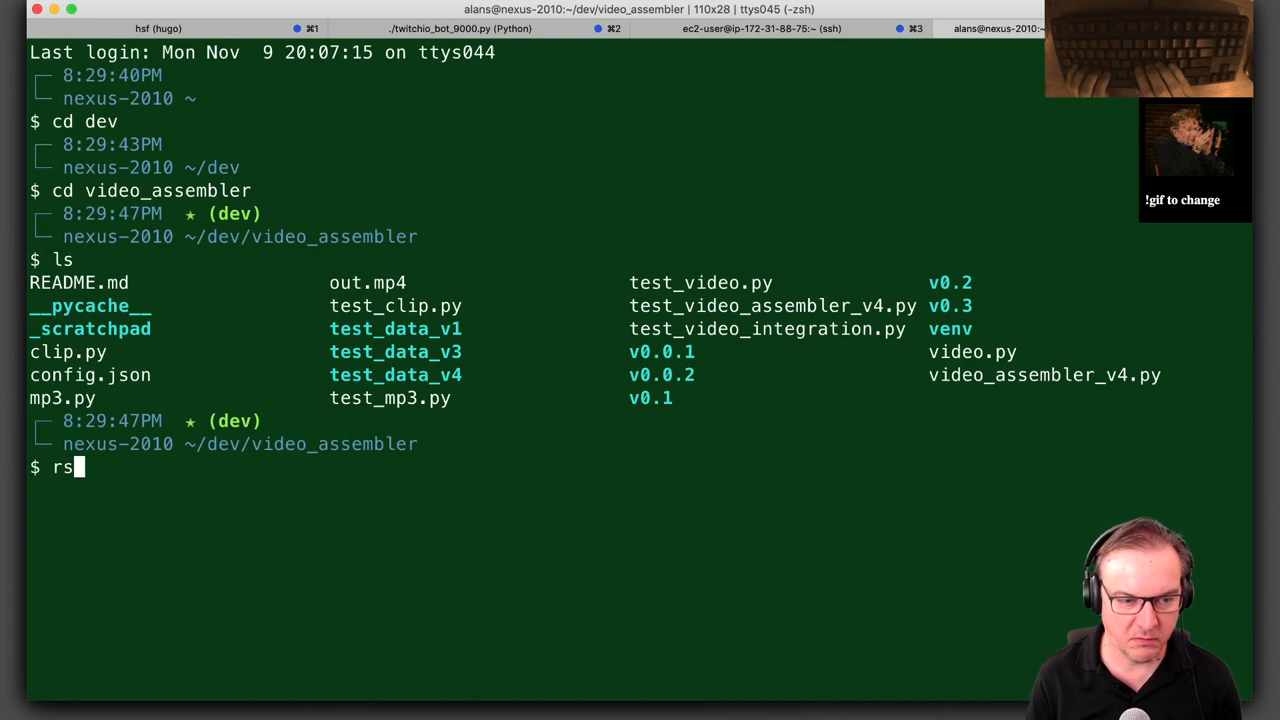 alans@nexus-2010:~/dev/video_assembler | 110x28 | ttys045 (-zsh)
hsf (hugo) ⌘1 ./twitchio_bot_9000.py (Python) ⌘2 ec2-user@ip-172-31-88-75:~ (ssh) ⌘3 alans@nexus-2010:~
Last login: Mon Nov  9 20:07:15 on ttys044
8:29:40PM
nexus-2010 ~
$ cd dev
8:29:43PM
nexus-2010 ~/dev
$ cd video_assembler
8:29:47PM ★ (dev)
nexus-2010 ~/dev/video_assembler
$ ls
README.md out.mp4 test_video.py v0.2
__pycache__ test_clip.py test_video_assembler_v4.py v0.3
_scratchpad test_data_v1 test_video_integration.py venv
clip.py test_data_v3 v0.0.1 video.py
config.json test_data_v4 v0.0.2 video_assembler_v4.py
mp3.py test_mp3.py v0.1
8:29:47PM ★ (dev)
nexus-2010 ~/dev/video_assembler
$ rs
!gif to change